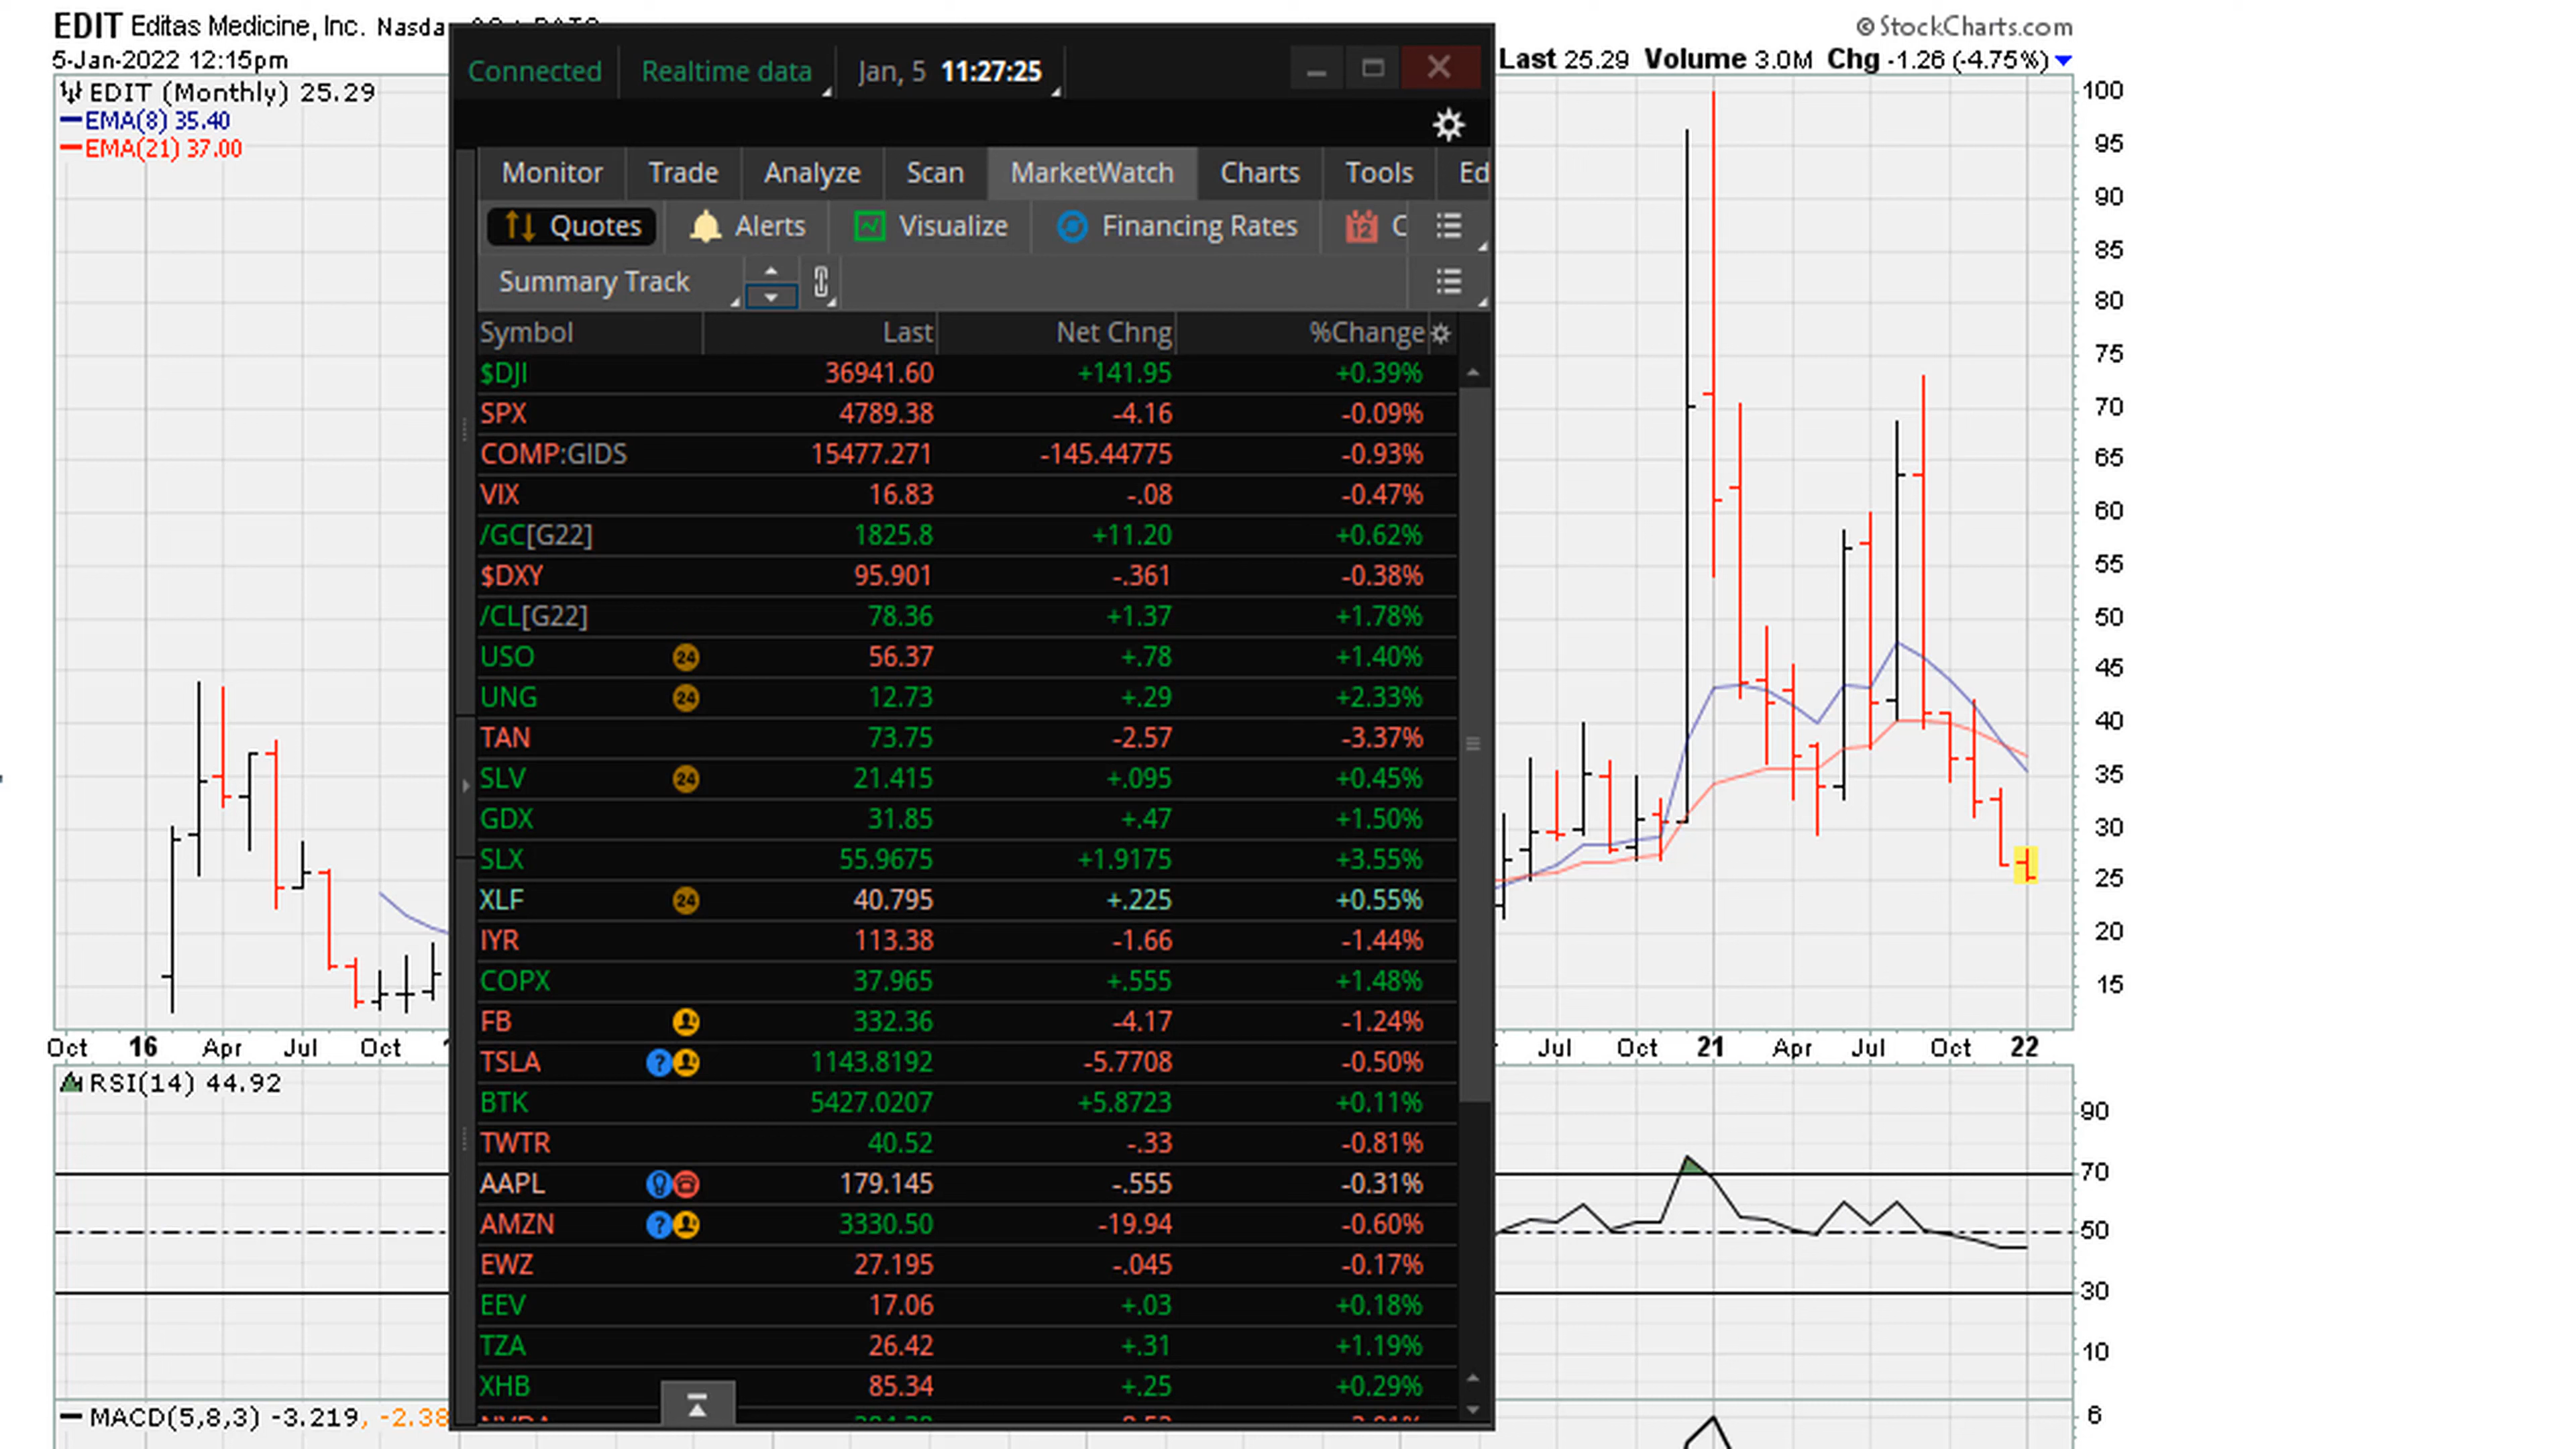 EDIT Editas Medicine, Inc. Nasda
© StockCharts.com
5-Jan-2022 12:15pm
Last 25.29 Volume 3.0M Chg -1.26 (-4.75%)
EDIT (Monthly) 25.29
EMA(8) 35.40
EMA(21) 37.00
Connected Realtime data Jan, 5 11:27:25
Monitor Trade Analyze Scan MarketWatch Charts Tools Ed
Quotes Alerts Visualize Financing Rates 12 C
Summary Track
Symbol Last Net Chng %Change
$DJI 36941.60 +141.95 +0.39%
SPX 4789.38 -4.16 -0.09%
COMP:GIDS 15477.271 -145.44775 -0.93%
VIX 16.83 -.08 -0.47%
/GC[G22] 1825.8 +11.20 +0.62%
$DXY 95.901 -.361 -0.38%
/CL[G22] 78.36 +1.37 +1.78%
USO 24 56.37 +.78 +1.40%
UNG 24 12.73 +.29 +2.33%
TAN 73.75 -2.57 -3.37%
SLV 24 21.415 +.095 +0.45%
GDX 31.85 +.47 +1.50%
SLX 55.9675 +1.9175 +3.55%
XLF 24 40.795 +.225 +0.55%
IYR 113.38 -1.66 -1.44%
COPX 37.965 +.555 +1.48%
FB 332.36 -4.17 -1.24%
TSLA ? 1143.8192 -5.7708 -0.50%
BTK 5427.0207 +5.8723 +0.11%
TWTR 40.52 -.33 -0.81%
AAPL 179.145 -.555 -0.31%
AMZN ? 3330.50 -19.94 -0.60%
EWZ 27.195 -.045 -0.17%
EEV 17.06 +.03 +0.18%
TZA 26.42 +.31 +1.19%
XHB 85.34 +.25 +0.29%
100
95
90
85
80
75
70
65
60
55
50
45
40
35
30
25
20
15
Oct 16 Apr Jul Oct
Jul Oct 21 Apr Jul Oct 22
RSI(14) 44.92
90
70
50
30
10
MACD(5,8,3) -3.219, -2.38
6